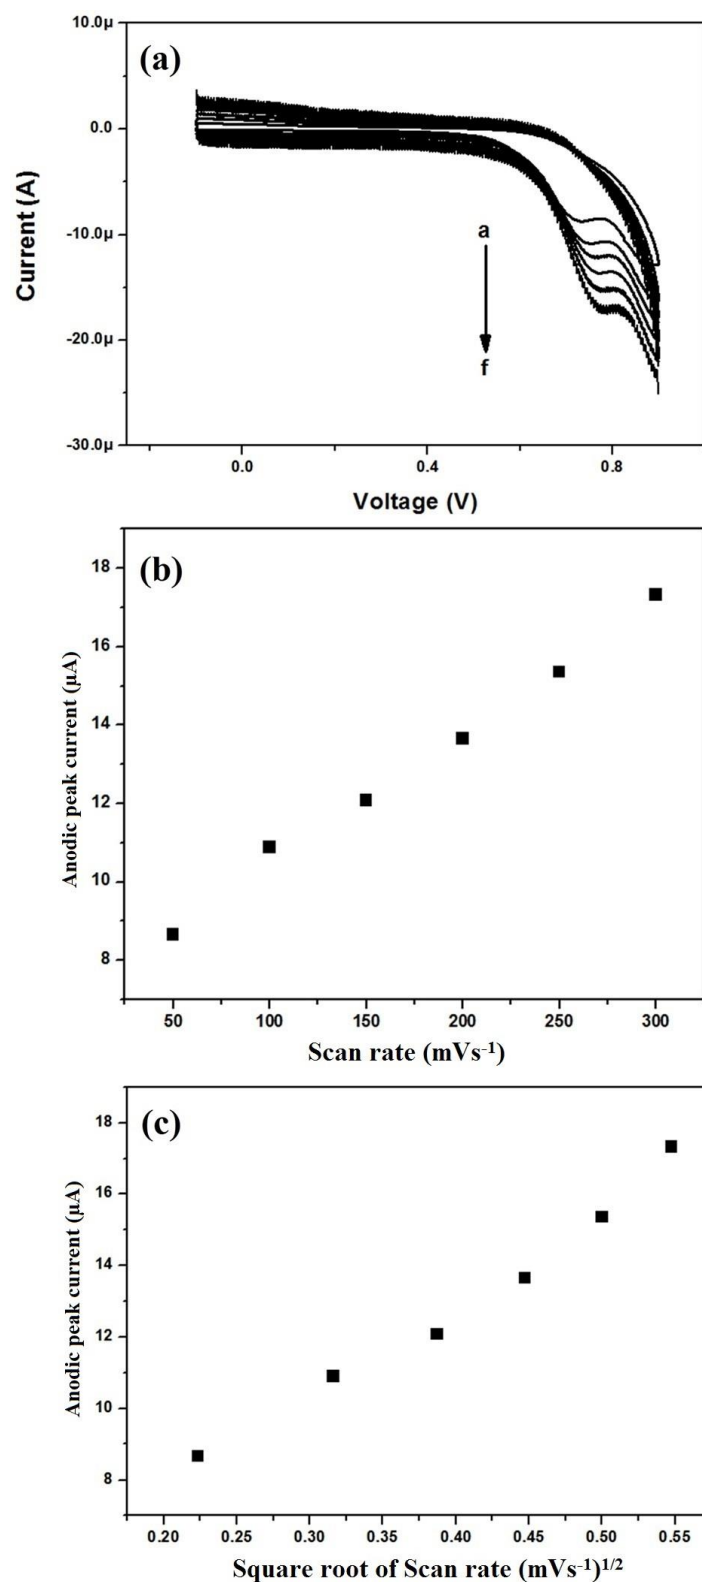 (a)
10.0µ
0.0
-10.0µ
-20.0µ
-30.0µ
Current (A)
a
f
0.0 0.4 0.8
Voltage (V)
(b)
18
16
14
12
10
8
Anodic peak current (µA)
50 100 150 200 250 300
Scan rate (mVs-1)
(c)
18
16
14
12
10
8
Anodic peak current (µA)
0.20 0.25 0.30 0.35 0.40 0.45 0.50 0.55
Square root of Scan rate (mVs-1)1/2